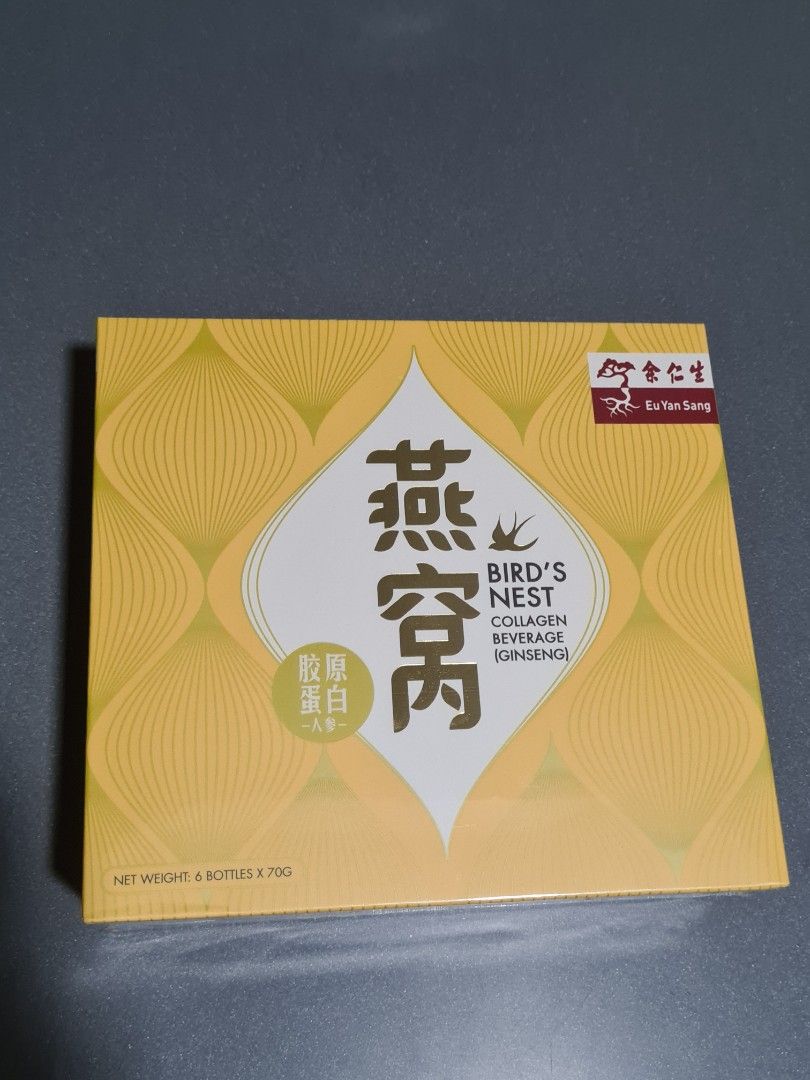 余仁生
Eu Yan Sang
燕窝
BIRD'S
NEST
COLLAGEN
BEVERAGE
(GINSENG)
胶原
蛋白
-人参-
NET WEIGHT: 6 BOTTLES X 70G